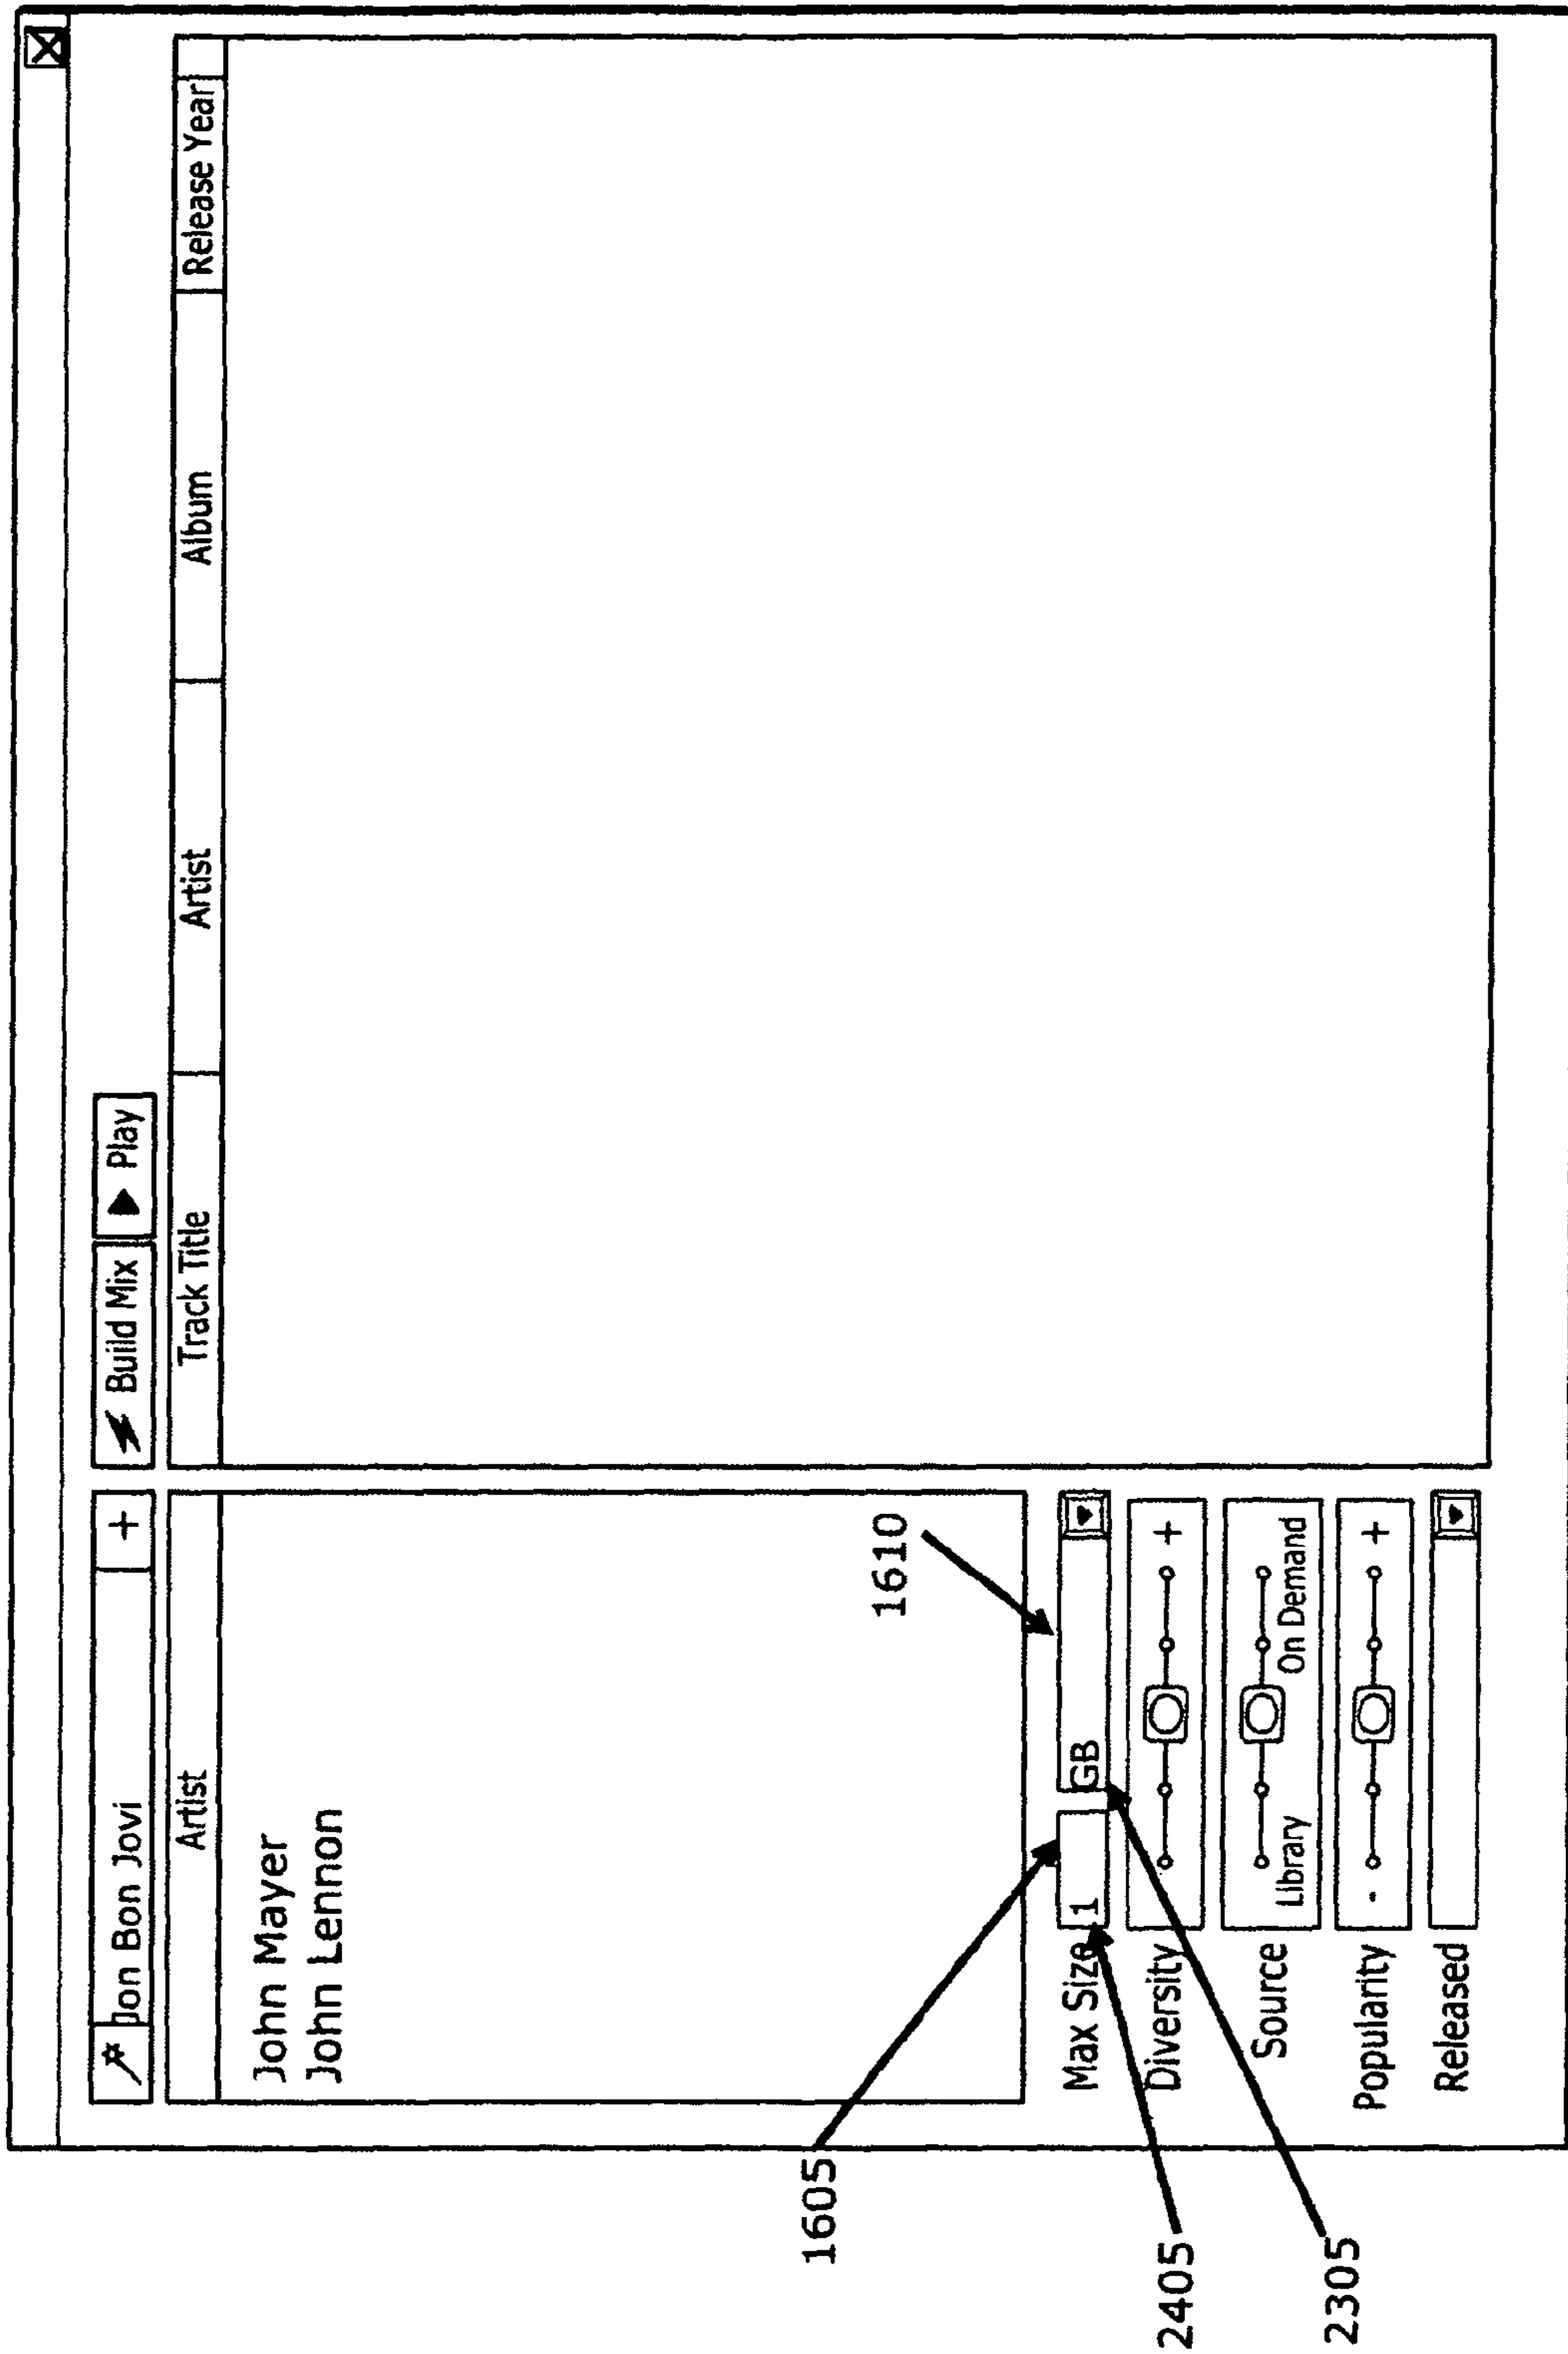 Jon Bon Jovi +
Build Mix Play
Artist
Track Title Artist Album Release Year
John Mayer
John Lennon
1610
1605
Max Size 1 GB
Diversity +
Source Library On Demand
Popularity - +
Released
2405
2305